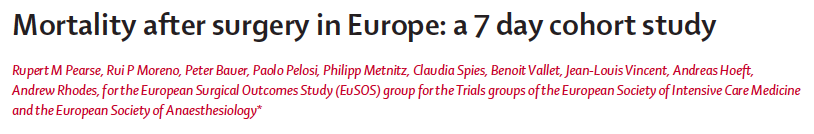 Mortality after surgery in Europe: a 7 day cohort study
Rupert M Pearse, Rui P Moreno, Peter Bauer, Paolo Pelosi, Philipp Metnitz, Claudia Spies, Benoit Vallet, Jean-Louis Vincent, Andreas Hoeft,
Andrew Rhodes, for the European Surgical Outcomes Study (EuSOS) group for the Trials groups of the European Society of Intensive Care Medicine
and the European Society of Anaesthesiology*